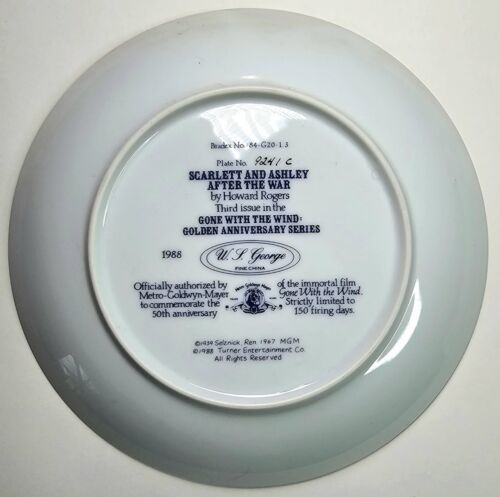 Bradex No. 84-G20-1.3
Plate No. 9241 C
SCARLETT AND ASHLEY
AFTER THE WAR
by Howard Rogers
Third issue in the
GONE WITH THE WIND:
GOLDEN ANNIVERSARY SERIES
1988
W. S. George
FINE CHINA
Officially authorized by
Metro-Goldwyn-Mayer
to commemorate the
50th anniversary
Metro Goldwyn Mayer
of the immortal film
Gone With the Wind.
Strictly limited to
150 firing days.
©1939 Selznick, Ren. 1967 MGM
©1988 Turner Entertainment Co.
All Rights Reserved